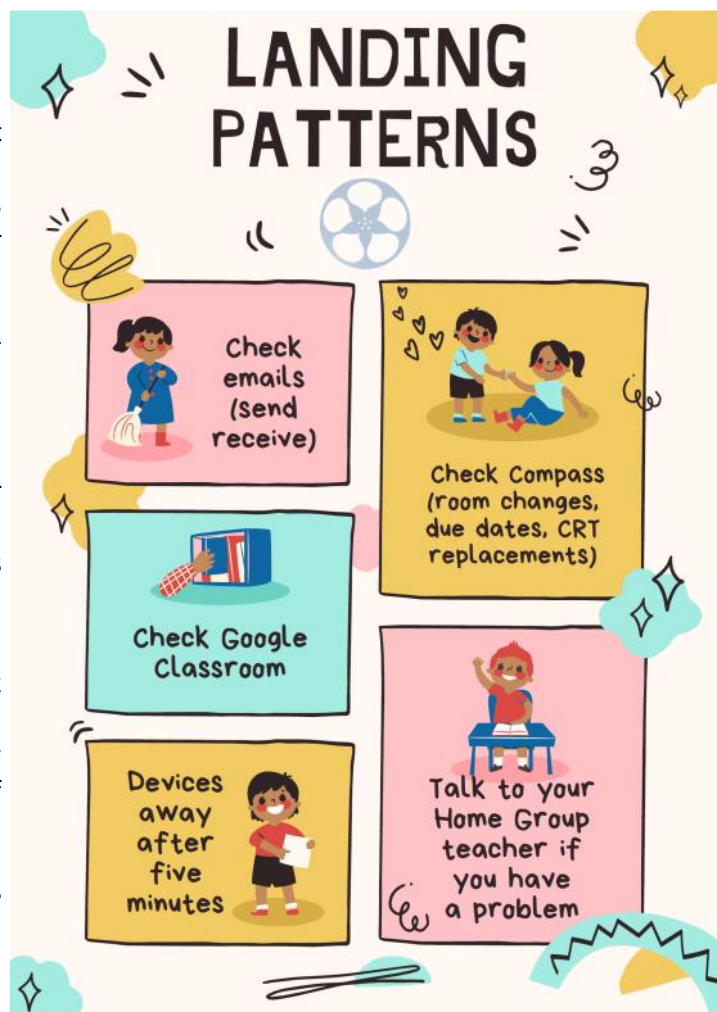 LANDING
PATTERNS
Check
emails
(send
receive)
Check Compass
(room changes,
due dates, CRT
replacements)
Check Google
Classroom
Talk to your
Home Group
teacher if
you have
a problem
Devices
away
after
five
minutes